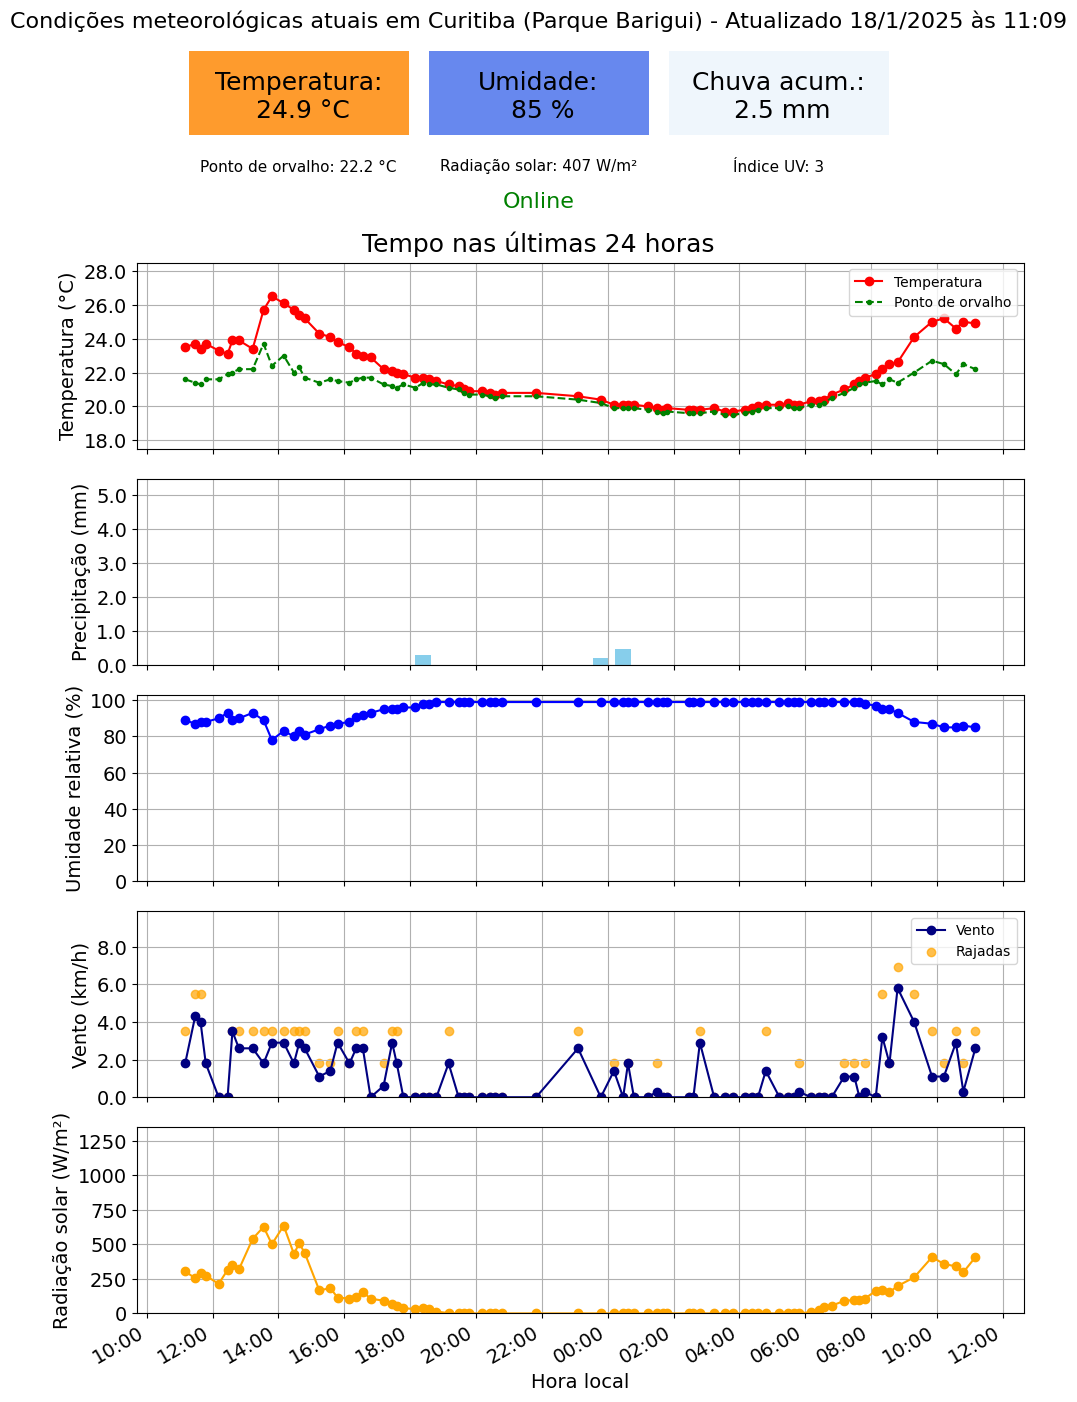 Condições meteorológicas atuais em Curitiba (Parque Barigui) - Atualizado 18/1/2025 às 11:09
Temperatura:
24.9 °C
Umidade:
85 %
Chuva acum.:
2.5 mm
Ponto de orvalho: 22.2 °C
Radiação solar: 407 W/m²
Índice UV: 3
Online
Tempo nas últimas 24 horas
Temperatura (°C)
28.0
26.0
24.0
22.0
20.0
18.0
Temperatura
Ponto de orvalho
Precipitação (mm)
5.0
4.0
3.0
2.0
1.0
0.0
Umidade relativa (%)
100
80
60
40
20
0
Vento (km/h)
8.0
6.0
4.0
2.0
0.0
Vento
Rajadas
Radiação solar (W/m²)
1250
1000
750
500
250
0
10:00
12:00
14:00
16:00
18:00
20:00
22:00
00:00
02:00
04:00
06:00
08:00
10:00
12:00
Hora local